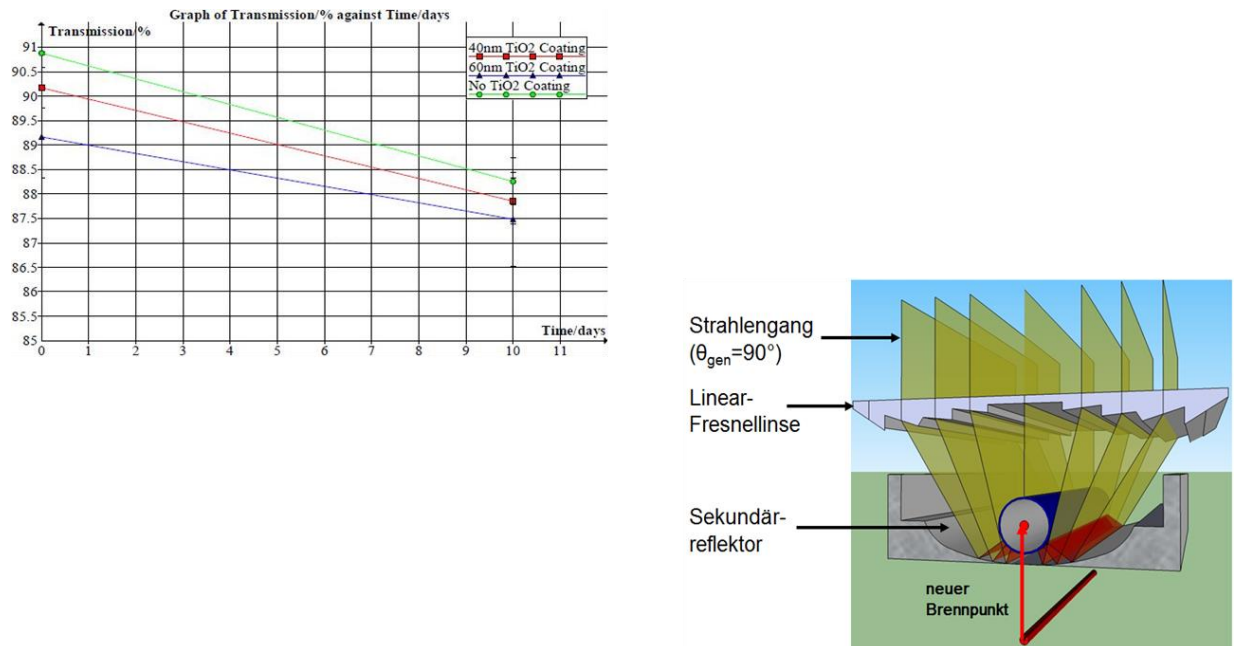 Graph of Transmission/% against Time/days
Transmission/%
40nm TiO2 Coating
60nm TiO2 Coating
No TiO2 Coating
91
90.5
90
89.5
89
88.5
88
87.5
87
86.5
86
85.5
85
Time/days
0 1 2 3 4 5 6 7 8 9 10 11
Strahlengang
(θgen=90°)
Linear-
Fresnellinse
Sekundär-
reflektor
neuer
Brennpunkt